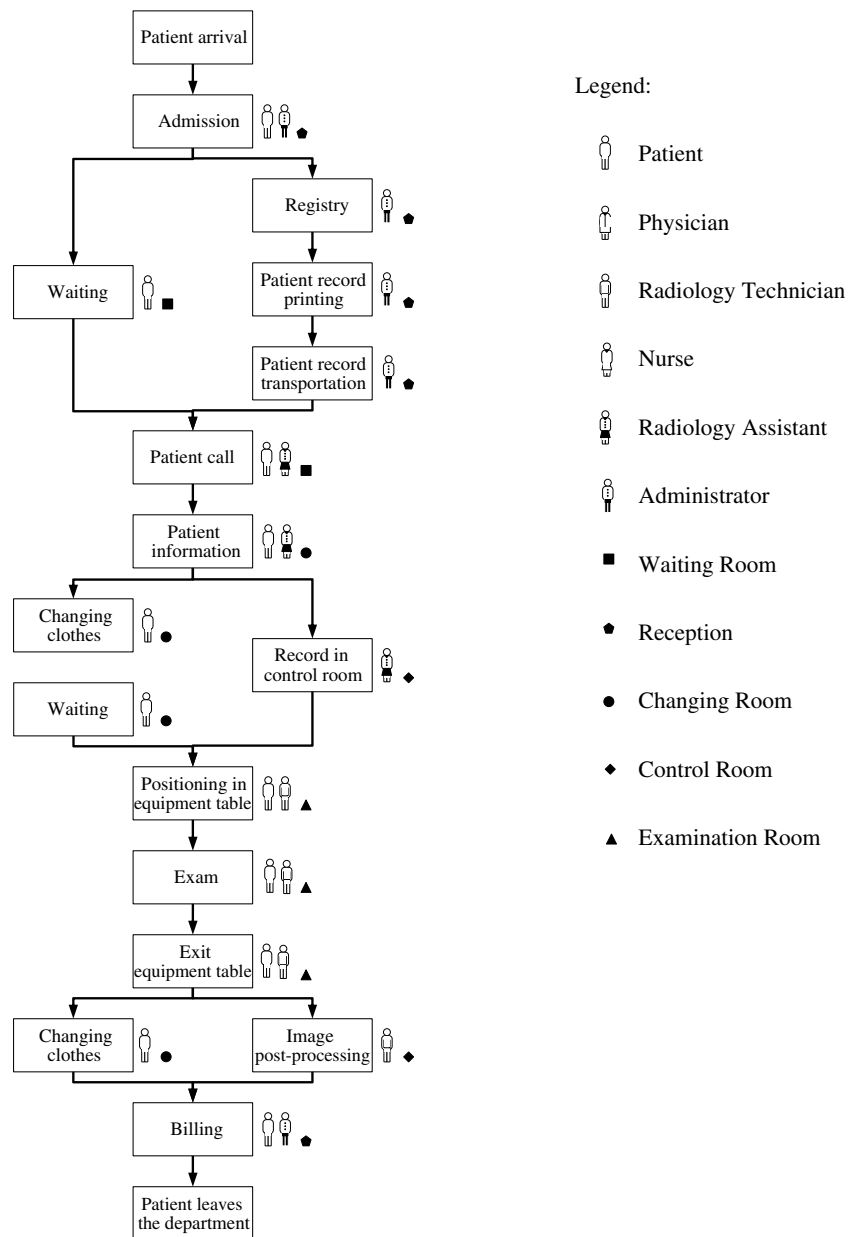 Patient arrival
Admission
Registry
Waiting
Patient record
printing
Patient record
transportation
Patient call
Patient
information
Changing
clothes
Record in
control room
Waiting
Positioning in
equipment table
Exam
Exit
equipment table
Changing
clothes
Image
post-processing
Billing
Patient leaves
the department
Legend:
Patient
Physician
Radiology Technician
Nurse
Radiology Assistant
Administrator
Waiting Room
Reception
Changing Room
Control Room
Examination Room